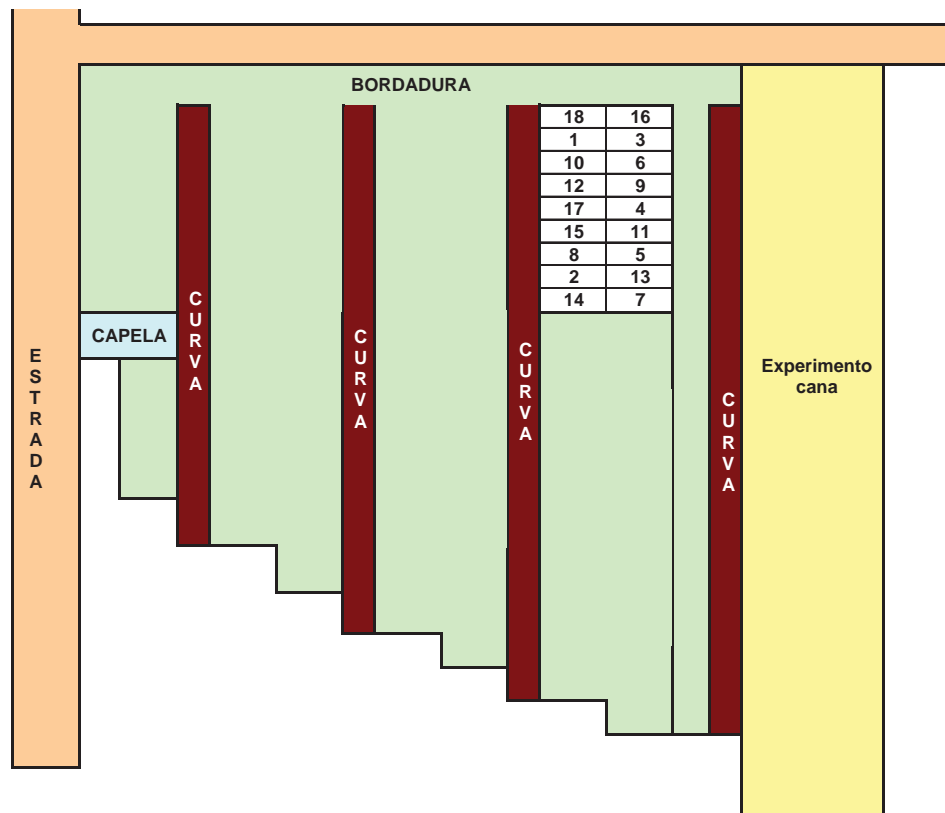 BORDADURA
18 16
1 3
10 6
12 9
17 4
15 11
8 5
2 13
14 7
CAPELA
ESTRADA
CURVA
CURVA
CURVA
CURVA
Experimento
cana